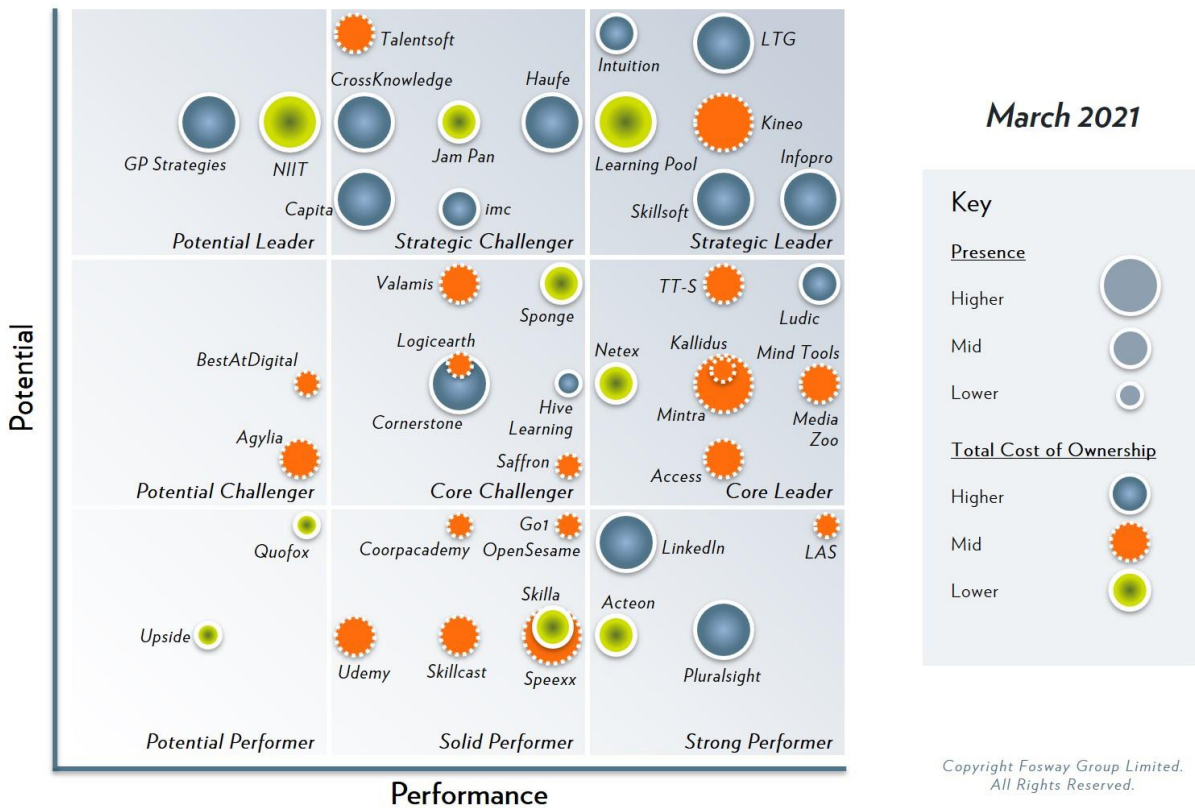 Potential
Talentsoft
CrossKnowledge
Haufe
Intuition
LTG
GP Strategies
NIIT
Jam Pan
Learning Pool
Kineo
Infopro
Capita
imc
Skillsoft
Potential Leader
Strategic Challenger
Strategic Leader
Valamis
Sponge
TT-S
Ludic
BestAtDigital
Logicearth
Netex
Kallidus
Mind Tools
Cornerstone
Hive
Learning
Mintra
Media
Zoo
Agylia
Saffron
Access
Potential Challenger
Core Challenger
Core Leader
Quofox
Coorpacademy
Go1
OpenSesame
LinkedIn
LAS
Upside
Skilla
Acteon
Udemy
Skillcast
Speexx
Pluralsight
Potential Performer
Solid Performer
Strong Performer
Performance
March 2021
Key
Presence
Higher
Mid
Lower
Total Cost of Ownership
Higher
Mid
Lower
Copyright Fosway Group Limited.
All Rights Reserved.